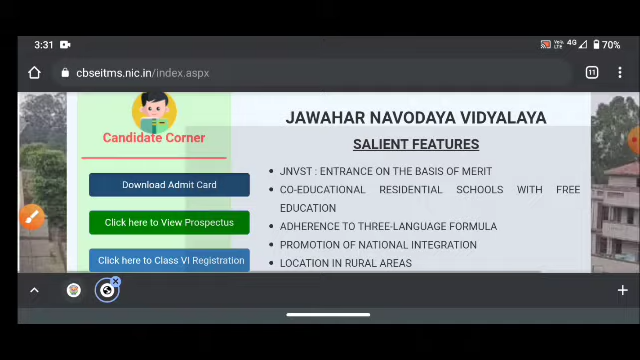 3:31
Vo LTE 4G 70%
cbseitms.nic.in/index.aspx
11
Candidate Corner
Download Admit Card
Click here to View Prospectus
Click here to Class VI Registration
JAWAHAR NAVODAYA VIDYALAYA
SALIENT FEATURES
JNVST : ENTRANCE ON THE BASIS OF MERIT
CO-EDUCATIONAL RESIDENTIAL SCHOOLS WITH FREE
EDUCATION
ADHERENCE TO THREE-LANGUAGE FORMULA
PROMOTION OF NATIONAL INTEGRATION
LOCATION IN RURAL AREAS